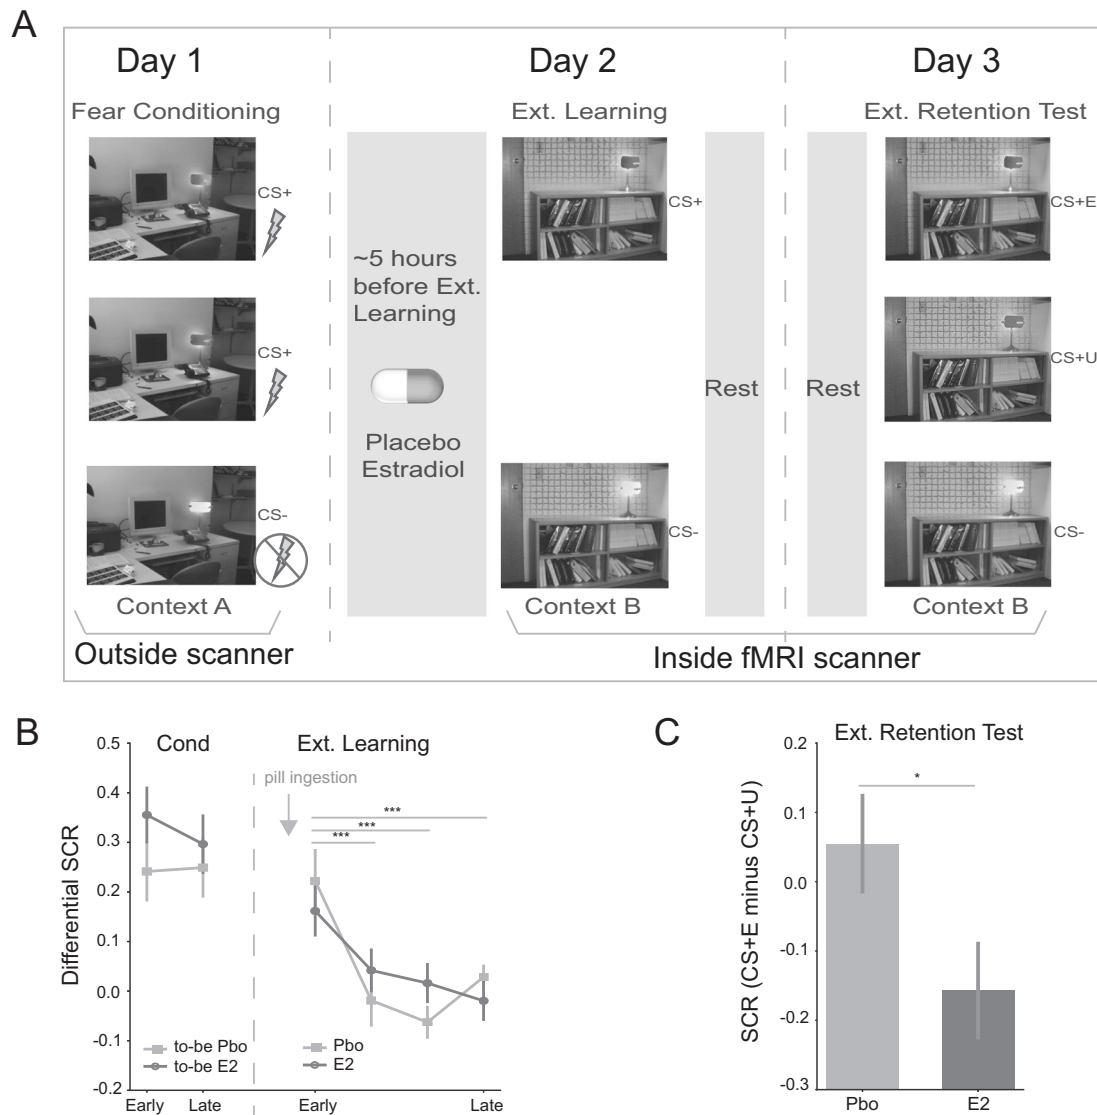 A
Day 1
Day 2
Day 3
Fear Conditioning
Ext. Learning
Ext. Retention Test
CS+
CS+
CS+E
~5 hours
before Ext.
Learning
CS+
CS+U
Rest
Rest
Placebo
Estradiol
CS-
CS-
CS-
Context A
Context B
Context B
Outside scanner
Inside fMRI scanner
B
Cond
Ext. Learning
pill ingestion
***
***
***
Differential SCR
0.5
0.4
0.3
0.2
0.1
0.0
-0.1
-0.2
to-be Pbo
to-be E2
Pbo
E2
Early
Late
Early
Late
C
Ext. Retention Test
*
SCR (CS+E minus CS+U)
0.2
0.1
0.0
-0.1
-0.2
-0.3
Pbo
E2